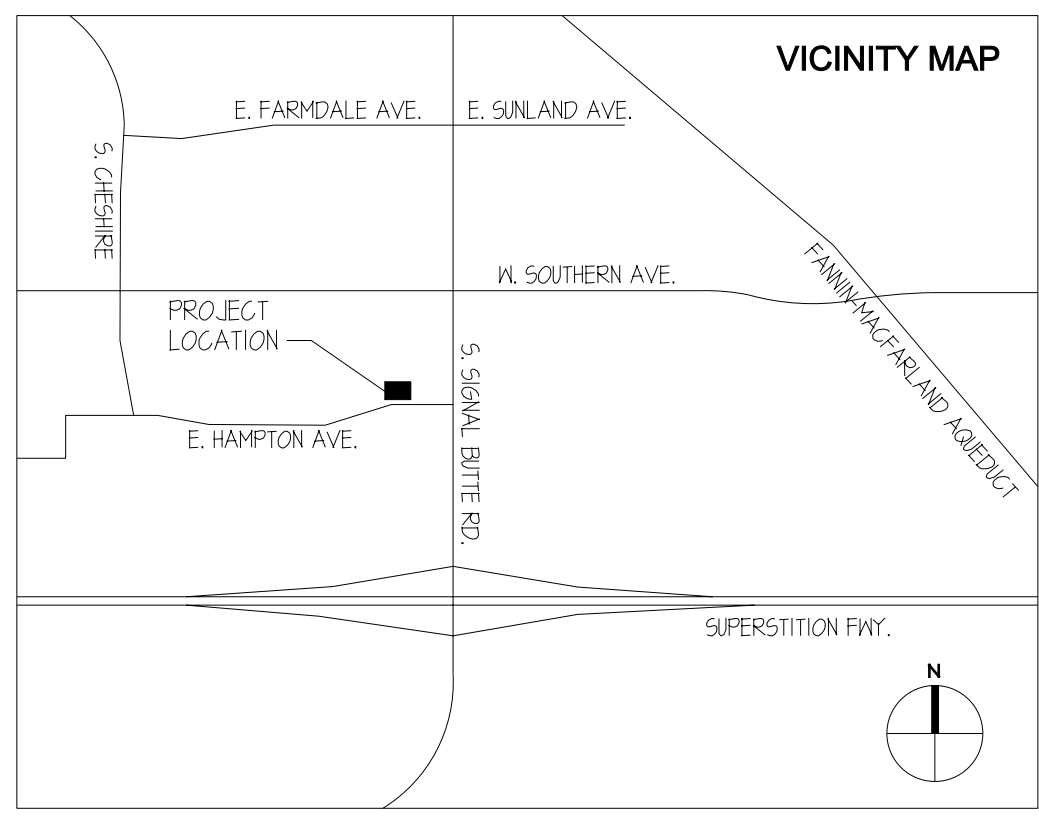 VICINITY MAP
E. FARMDALE AVE.
E. SUNLAND AVE.
S. CHESHIRE
W. SOUTHERN AVE.
FANNIN-MACFARLAND AQUEDUCT
PROJECT
LOCATION
S. SIGNAL BUTTE RD.
E. HAMPTON AVE.
SUPERSTITION FWY.
N